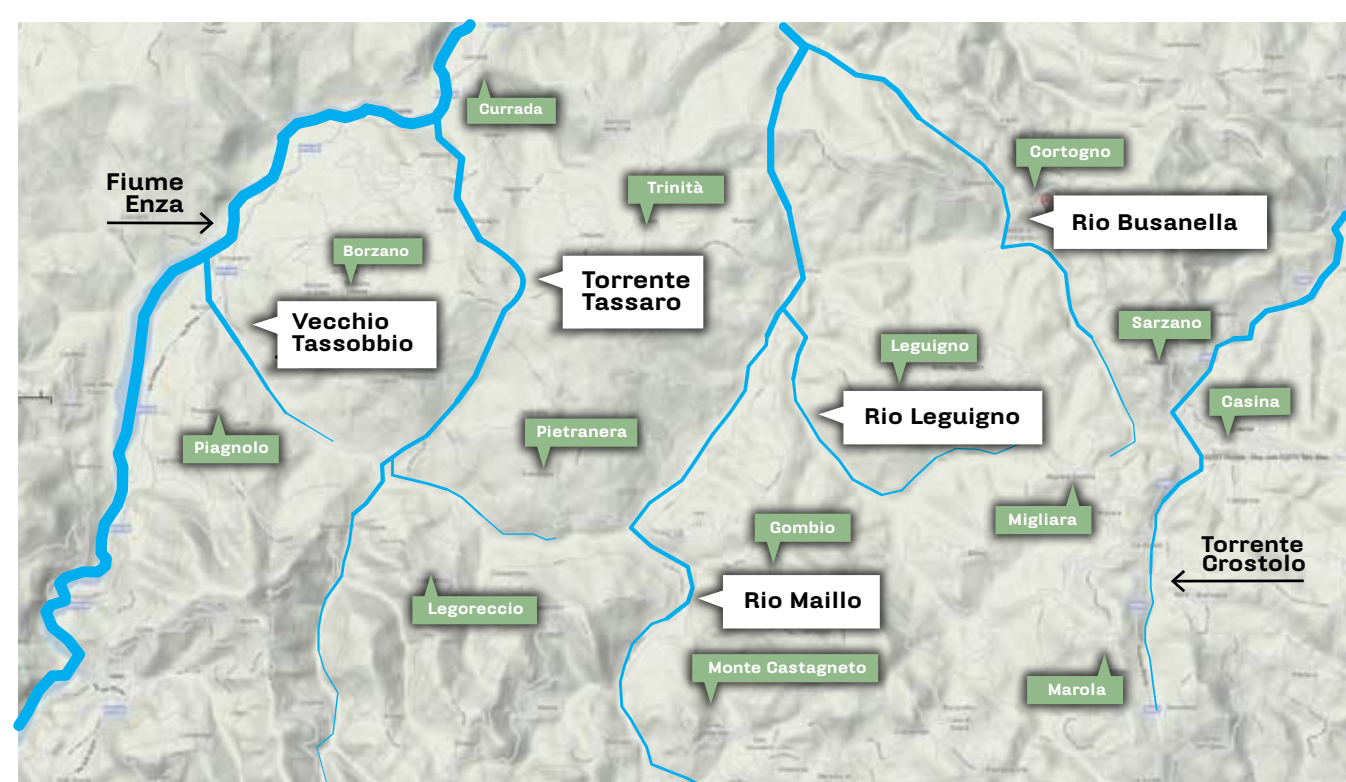 Currada
Cortogno
Fiume
Enza
Trinità
Rio Busanella
Borzano
Torrente
Tassaro
Vecchio
Tassobbio
Sarzano
Leguigno
Casina
Rio Leguigno
Piagnolo
Pietranera
Migliara
Gombio
Torrente
Crostolo
Rio Maillo
Legoreccio
Monte Castagneto
Marola